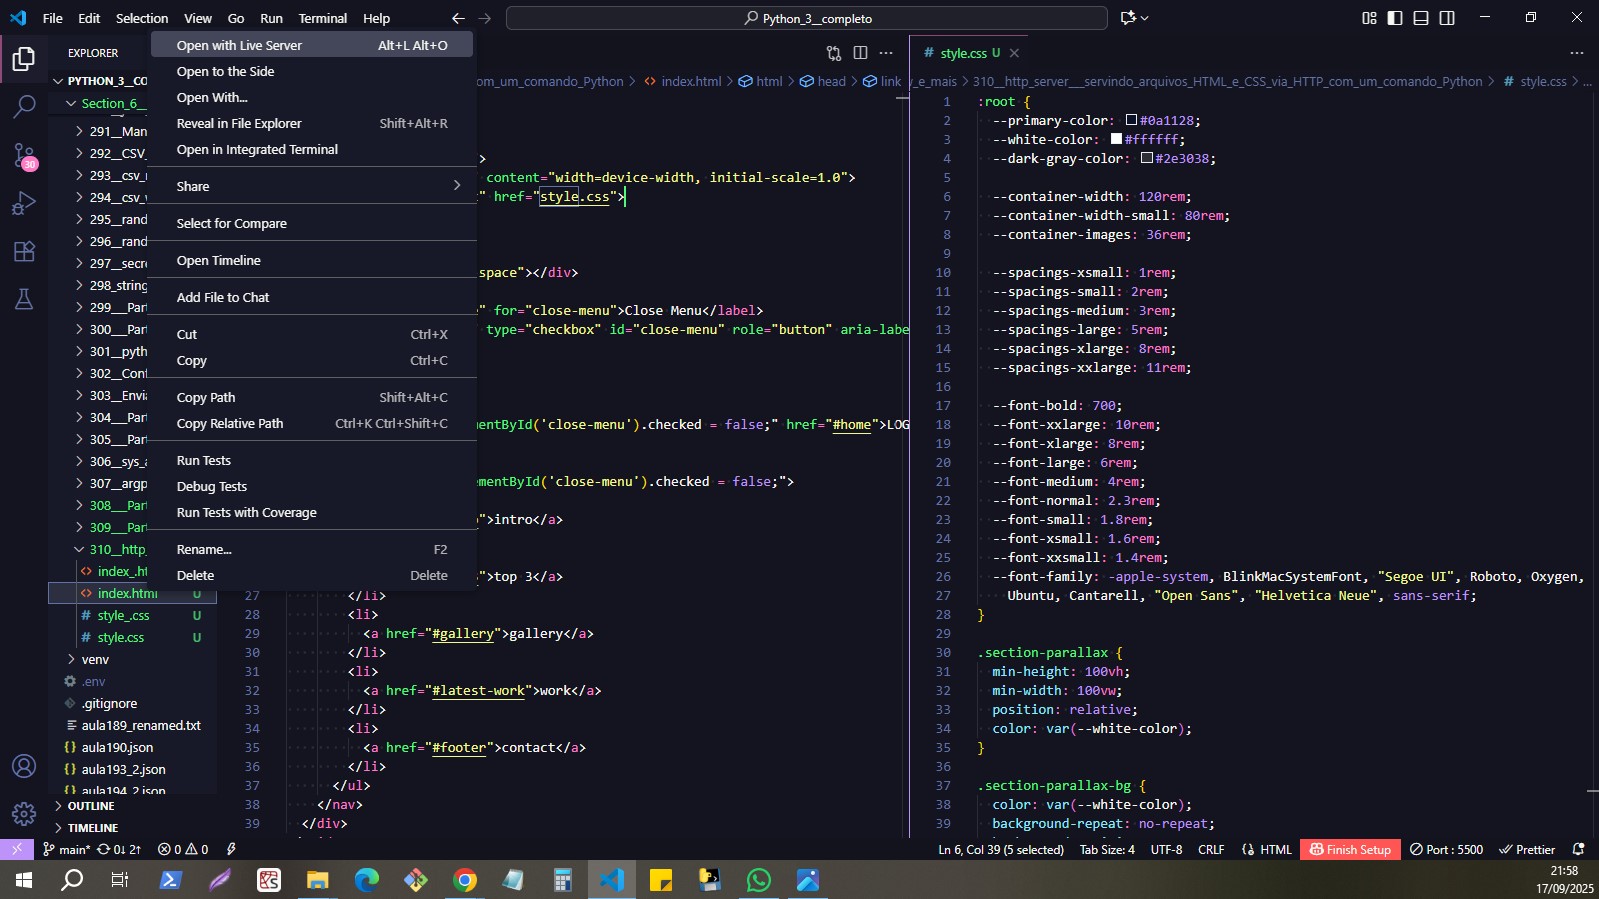 File Edit Selection View Go Run Terminal Help
Python_3__completo
EXPLORER
PYTHON_3__CO
Section_6__
291__Man
292__CSV_
293__csv_r
294__csv_
295__rand
296__rand
297__secre
298_string
299__Part
300__Part
301__pyth
302__Conf
303__Envia
304__Part
305__Part
306__sys_a
307__argp
308___Part
309___Part
310__http_
index_.ht
index.html U
style_.css U
style.css U
venv
.env
.gitignore
aula189_renamed.txt
aula190.json
aula193_2.json
aula194_2.json
OUTLINE
TIMELINE
Open with Live Server Alt+L Alt+O
Open to the Side
Open With...
Reveal in File Explorer Shift+Alt+R
Open in Integrated Terminal
Share
Select for Compare
Open Timeline
Add File to Chat
Cut Ctrl+X
Copy Ctrl+C
Copy Path Shift+Alt+C
Copy Relative Path Ctrl+K Ctrl+Shift+C
Run Tests
Debug Tests
Run Tests with Coverage
Rename... F2
Delete Delete
om_um_comando_Python > index.html > html > head > link
>
content="width=device-width, initial-scale=1.0">
" href="style.css">
space"></div>
" for="close-menu">Close Menu</label>
type="checkbox" id="close-menu" role="button" aria-labe
mentById('close-menu').checked = false;" href="#home">LOG
mentById('close-menu').checked = false;">
">intro</a>
">top 3</a>
27 </li>
28 <li>
29 <a href="#gallery">gallery</a>
30 </li>
31 <li>
32 <a href="#latest-work">work</a>
33 </li>
34 <li>
35 <a href="#footer">contact</a>
36 </li>
37 </ul>
38 </nav>
39 </div>
# style.css U
y_e_mais > 310__http_server___servindo_arquivos_HTML_e_CSS_via_HTTP_com_um_comando_Python > # style.css > ...
1 :root {
2 --primary-color: #0a1128;
3 --white-color: #ffffff;
4 --dark-gray-color: #2e3038;
5
6 --container-width: 120rem;
7 --container-width-small: 80rem;
8 --container-images: 36rem;
9
10 --spacings-xsmall: 1rem;
11 --spacings-small: 2rem;
12 --spacings-medium: 3rem;
13 --spacings-large: 5rem;
14 --spacings-xlarge: 8rem;
15 --spacings-xxlarge: 11rem;
16
17 --font-bold: 700;
18 --font-xxlarge: 10rem;
19 --font-xlarge: 8rem;
20 --font-large: 6rem;
21 --font-medium: 4rem;
22 --font-normal: 2.3rem;
23 --font-small: 1.8rem;
24 --font-xsmall: 1.6rem;
25 --font-xxsmall: 1.4rem;
26 --font-family: -apple-system, BlinkMacSystemFont, "Segoe UI", Roboto, Oxygen,
27 Ubuntu, Cantarell, "Open Sans", "Helvetica Neue", sans-serif;
28 }
29
30 .section-parallax {
31 min-height: 100vh;
32 min-width: 100vw;
33 position: relative;
34 color: var(--white-color);
35 }
36
37 .section-parallax-bg {
38 color: var(--white-color);
39 background-repeat: no-repeat;
30
main* 0↓ 2↑ 0 0
Ln 6, Col 39 (5 selected) Tab Size: 4 UTF-8 CRLF HTML Finish Setup Port : 5500 Prettier
21:58
17/09/2025